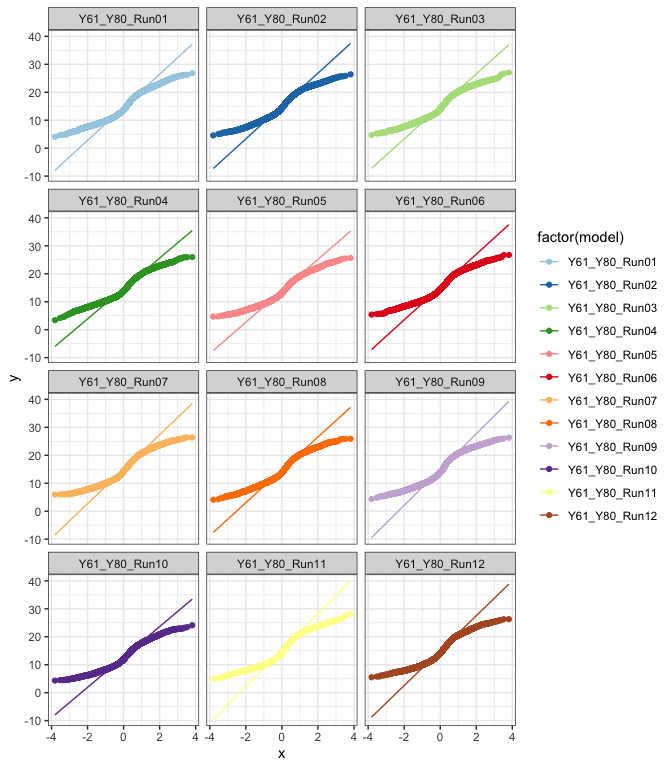 Y61_Y80_Run01 Y61_Y80_Run02 Y61_Y80_Run03
40
30
20
10
0
-10
Y61_Y80_Run04 Y61_Y80_Run05 Y61_Y80_Run06
40
30
20
10
0
-10
Y61_Y80_Run07 Y61_Y80_Run08 Y61_Y80_Run09
40
30
20
10
0
-10
Y61_Y80_Run10 Y61_Y80_Run11 Y61_Y80_Run12
40
30
20
10
0
-10
-4 -2 0 2 4 -4 -2 0 2 4 -4 -2 0 2 4
x
y
factor(model)
Y61_Y80_Run01
Y61_Y80_Run02
Y61_Y80_Run03
Y61_Y80_Run04
Y61_Y80_Run05
Y61_Y80_Run06
Y61_Y80_Run07
Y61_Y80_Run08
Y61_Y80_Run09
Y61_Y80_Run10
Y61_Y80_Run11
Y61_Y80_Run12